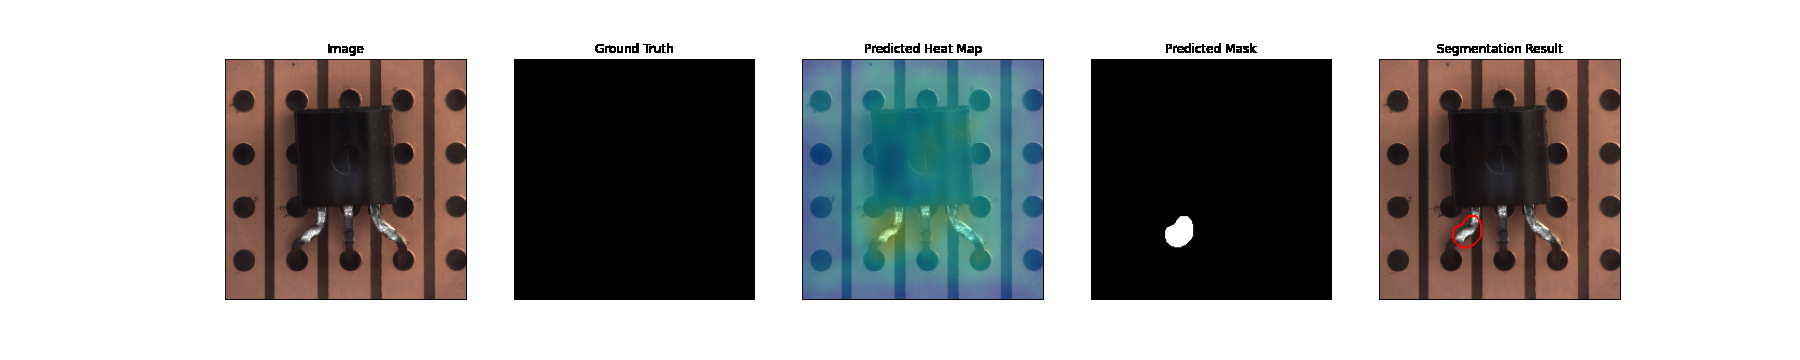 Image
Ground Truth
Predicted Heat Map
Predicted Mask
Segmentation Result